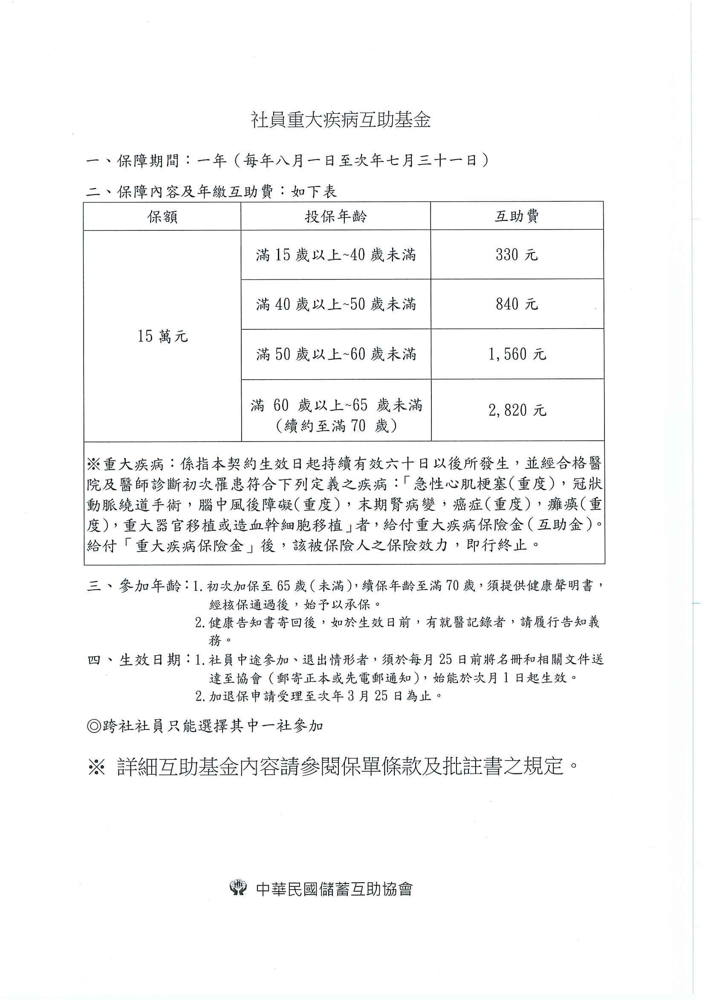 社員重大疾病互助基金
一、保障期間：一年（每年八月一日至次年七月三十一日）
二、保障內容及年繳互助費：如下表
保額 投保年齡 互助費
15 萬元
滿 15 歲以上~40 歲未滿 330 元
滿 40 歲以上~50 歲未滿 840 元
滿 50 歲以上~60 歲未滿 1,560 元
滿 60 歲以上~65 歲未滿
（續約至滿 70 歲） 2,820 元
※重大疾病：係指本契約生效日起持續有效六十日以後所發生，並經合格醫
院及醫師診斷初次罹患符合下列定義之疾病：「急性心肌梗塞(重度)，冠狀
動脈繞道手術，腦中風後障礙(重度)，末期腎病變，癌症(重度)，癱瘓(重
度)，重大器官移植或造血幹細胞移植」者，給付重大疾病保險金（互助金）。
給付「重大疾病保險金」後，該被保險人之保險效力，即行終止。
三、參加年齡：1. 初次加保至 65 歲（未滿），續保年齡至滿 70 歲，須提供健康聲明書，
經核保通過後，始予以承保。
2. 健康告知書寄回後，如於生效日前，有就醫記錄者，請履行告知義
務。
四、生效日期：1. 社員中途參加、退出情形者，須於每月 25 日前將名冊和相關文件送
達至協會（郵寄正本或先電郵通知），始能於次月 1 日起生效。
2. 加退保申請受理至次年 3 月 25 日為止。
◎跨社社員只能選擇其中一社參加
※ 詳細互助基金內容請參閱保單條款及批註書之規定。
中華民國儲蓄互助協會